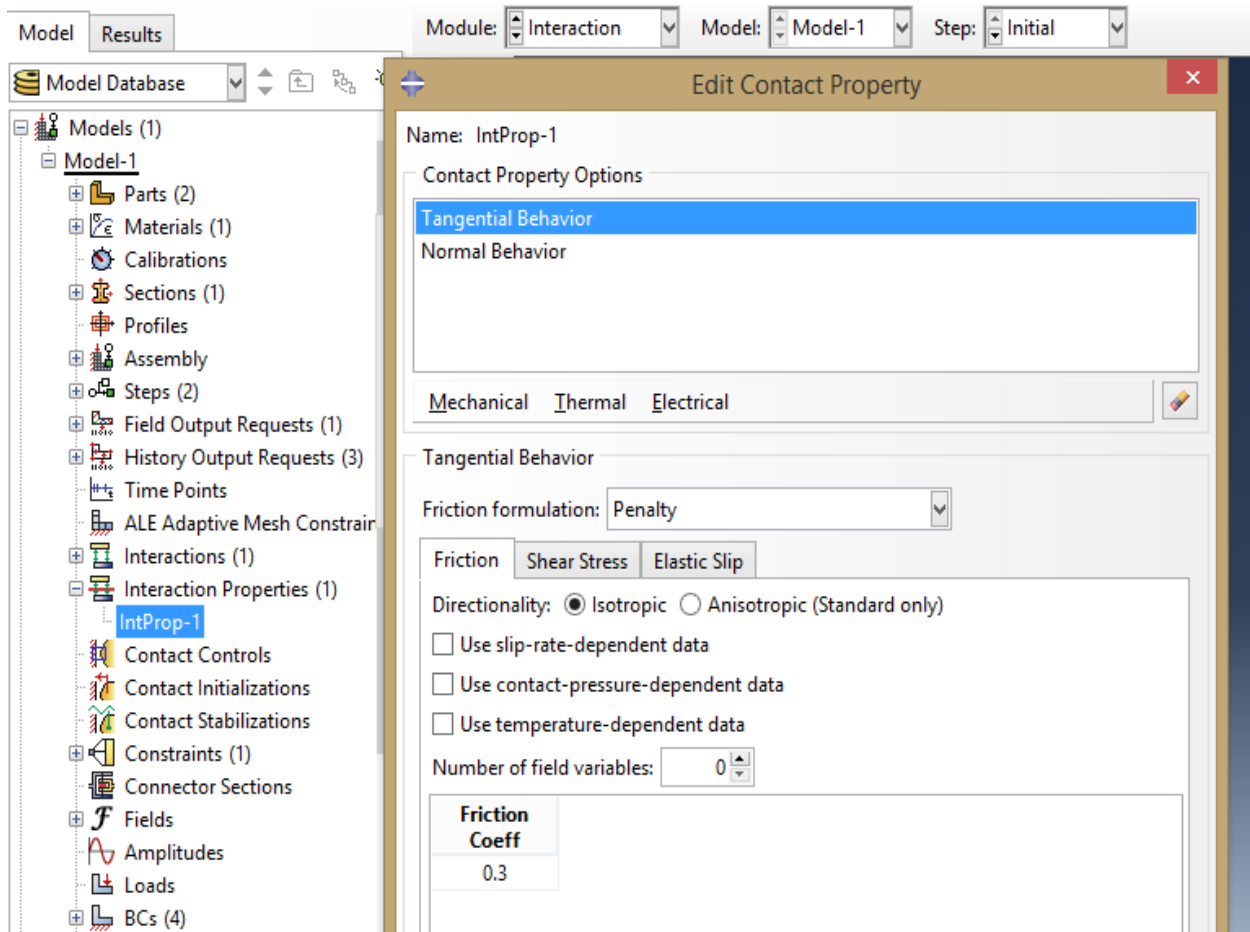 Model Results
Module: Interaction Model: Model-1 Step: Initial
Model Database
Models (1)
Model-1
Parts (2)
Materials (1)
Calibrations
Sections (1)
Profiles
Assembly
Steps (2)
Field Output Requests (1)
History Output Requests (3)
Time Points
ALE Adaptive Mesh Constrain
Interactions (1)
Interaction Properties (1)
IntProp-1
Contact Controls
Contact Initializations
Contact Stabilizations
Constraints (1)
Connector Sections
Fields
Amplitudes
Loads
BCs (4)
Edit Contact Property
Name: IntProp-1
Contact Property Options
Tangential Behavior
Normal Behavior
Mechanical Thermal Electrical
Tangential Behavior
Friction formulation: Penalty
Friction Shear Stress Elastic Slip
Directionality: Isotropic Anisotropic (Standard only)
Use slip-rate-dependent data
Use contact-pressure-dependent data
Use temperature-dependent data
Number of field variables: 0
Friction
Coeff
0.3